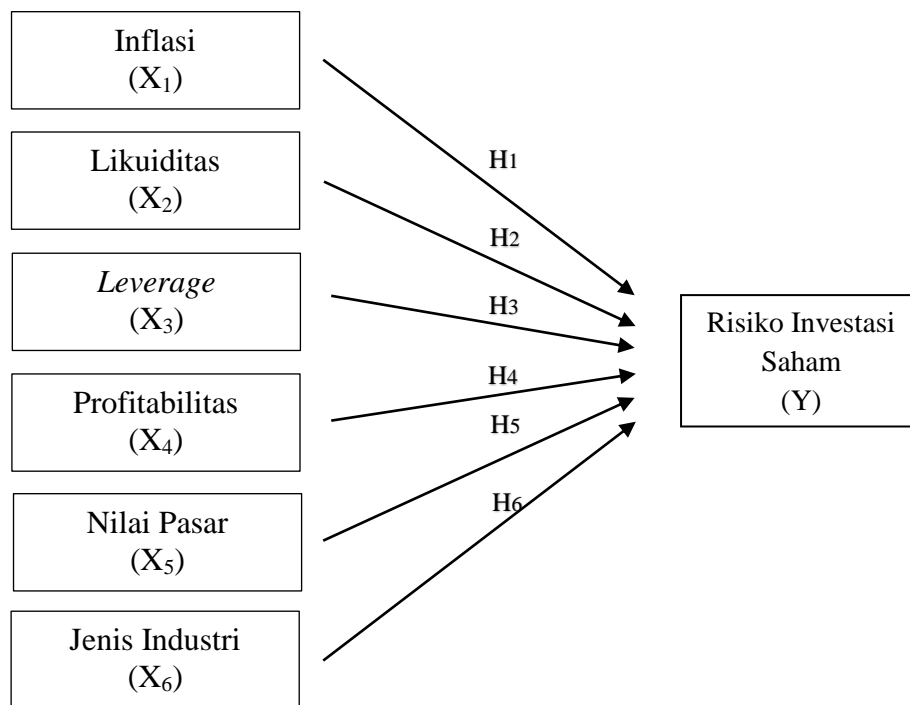 Inflasi
(X₁)
Likuiditas
(X₂)
Leverage
(X₃)
Profitabilitas
(X₄)
Nilai Pasar
(X₅)
Jenis Industri
(X₆)
H1
H2
H3
H4
H5
H6
Risiko Investasi
Saham
(Y)